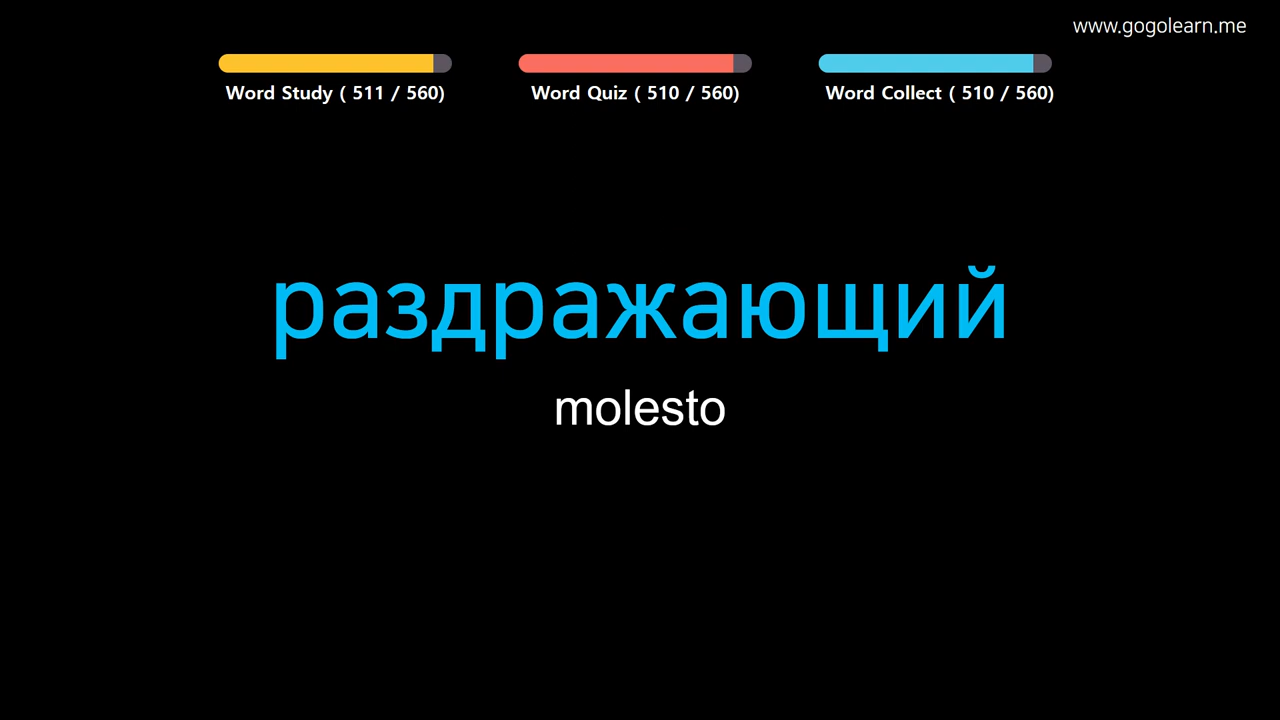 www.gogolearn.me
Word Study ( 511 / 560)
Word Quiz ( 510 / 560)
Word Collect ( 510 / 560)
раздражающий
molesto